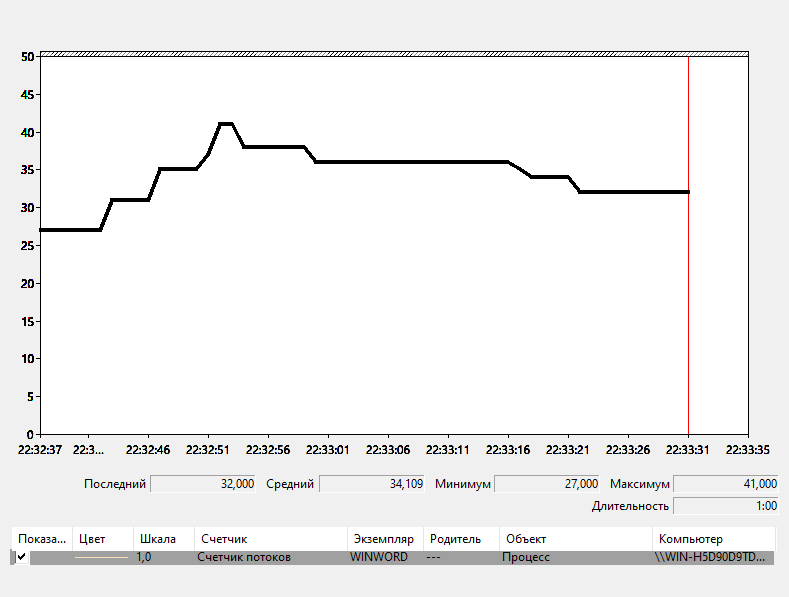 50
45
40
35
30
25
20
15
10
5
0
22:32:37 22:3... 22:32:46 22:32:51 22:32:56 22:33:01 22:33:06 22:33:11 22:33:16 22:33:21 22:33:26 22:33:31 22:33:35
Последний 32,000 Средний 34,109 Минимум 27,000 Максимум 41,000
Длительность 1:00
Показа... Цвет Шкала Счетчик Экземпляр Родитель Объект Компьютер
1,0 Счетчик потоков WINWORD --- Процесс \\WIN-H5D90D9TD...